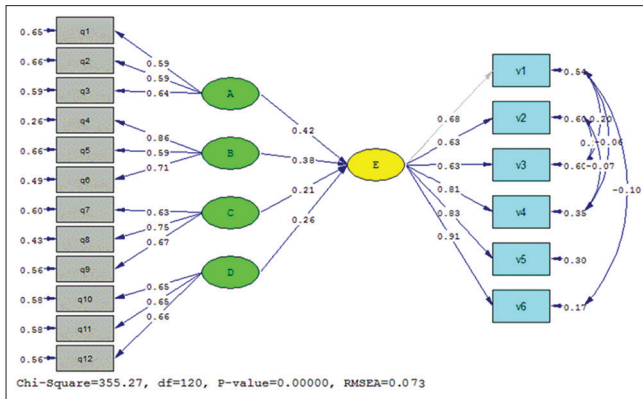 0.65 q1
0.66 q2
0.59 q3
0.26 q4
0.66 q5
0.49 q6
0.60 q7
0.43 q8
0.56 q9
0.58 q10
0.58 q11
0.56 q12
0.59
0.59
0.64
0.86
0.59
0.71
0.63
0.75
0.67
0.65
0.65
0.66
A
B
C
D
0.42
0.38
0.21
0.26
E
0.68
0.63
0.63
0.81
0.83
0.91
v1 0.54
v2 0.60 0.20
-0.06
v3 0.60 -0.07
-0.10
v4 0.35
v5 0.30
v6 0.17
Chi-Square=355.27, df=120, P-value=0.00000, RMSEA=0.073